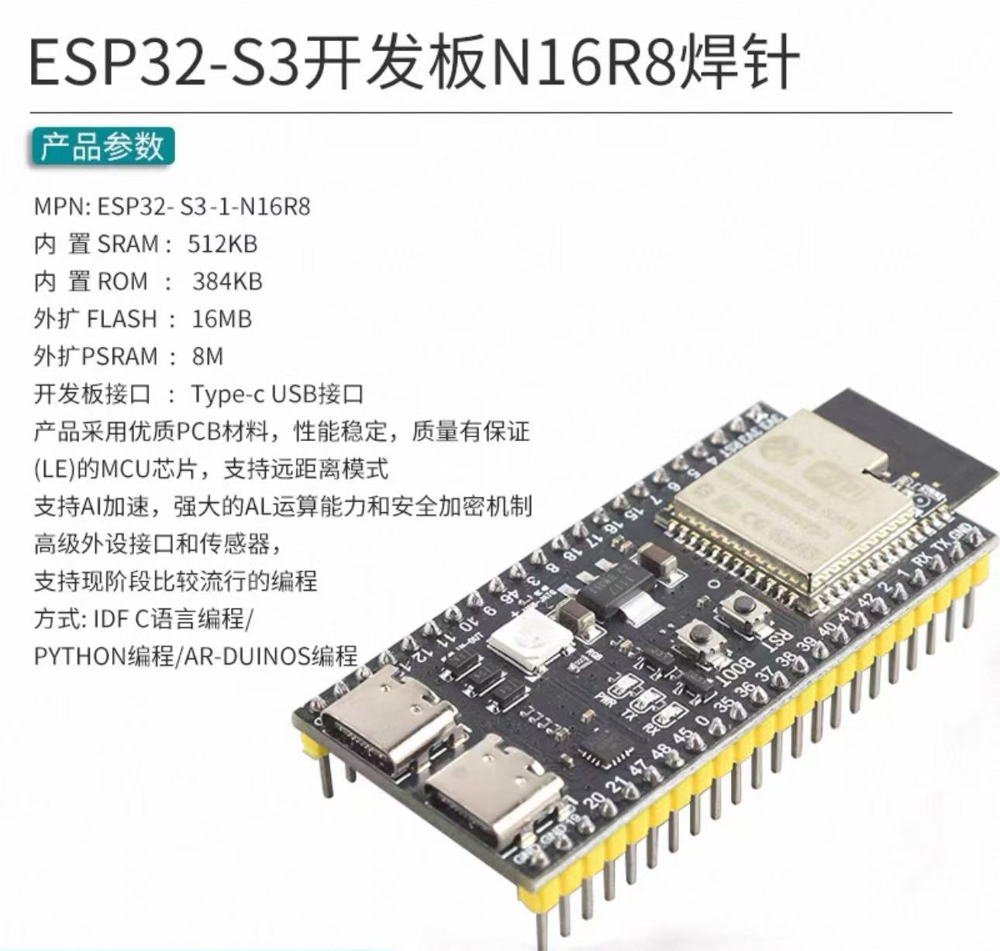 ESP32-S3开发板N16R8焊针
产品参数
MPN: ESP32- S3-1-N16R8
内 置 SRAM : 512KB
内 置 ROM : 384KB
外扩 FLASH : 16MB
外扩PSRAM : 8M
开发板接口 : Type-c USB接口
产品采用优质PCB材料，性能稳定，质量有保证
(LE)的MCU芯片，支持远距离模式
支持AI加速，强大的AL运算能力和安全加密机制
高级外设接口和传感器，
支持现阶段比较流行的编程
方式: IDF C语言编程/
PYTHON编程/AR-DUINOS编程
3V3 3V3 RST 4 5 6 7 15 16 17 18 8 3 46 9 10 11 12
GND TX RX 1 2 42 41 40 39 38 37 36 35 0 45 48 47 21 20 19 GND GND
RST
BOOT
PWR
TX
RX